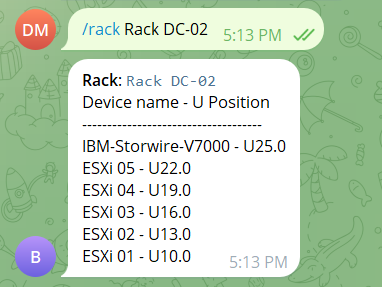 DM
/rack Rack DC-02 5:13 PM
Rack: Rack DC-02
Device name - U Position
-----------------------------------
IBM-Storwire-V7000 - U25.0
ESXi 05 - U22.0
ESXi 04 - U19.0
ESXi 03 - U16.0
ESXi 02 - U13.0
ESXi 01 - U10.0
5:13 PM
B